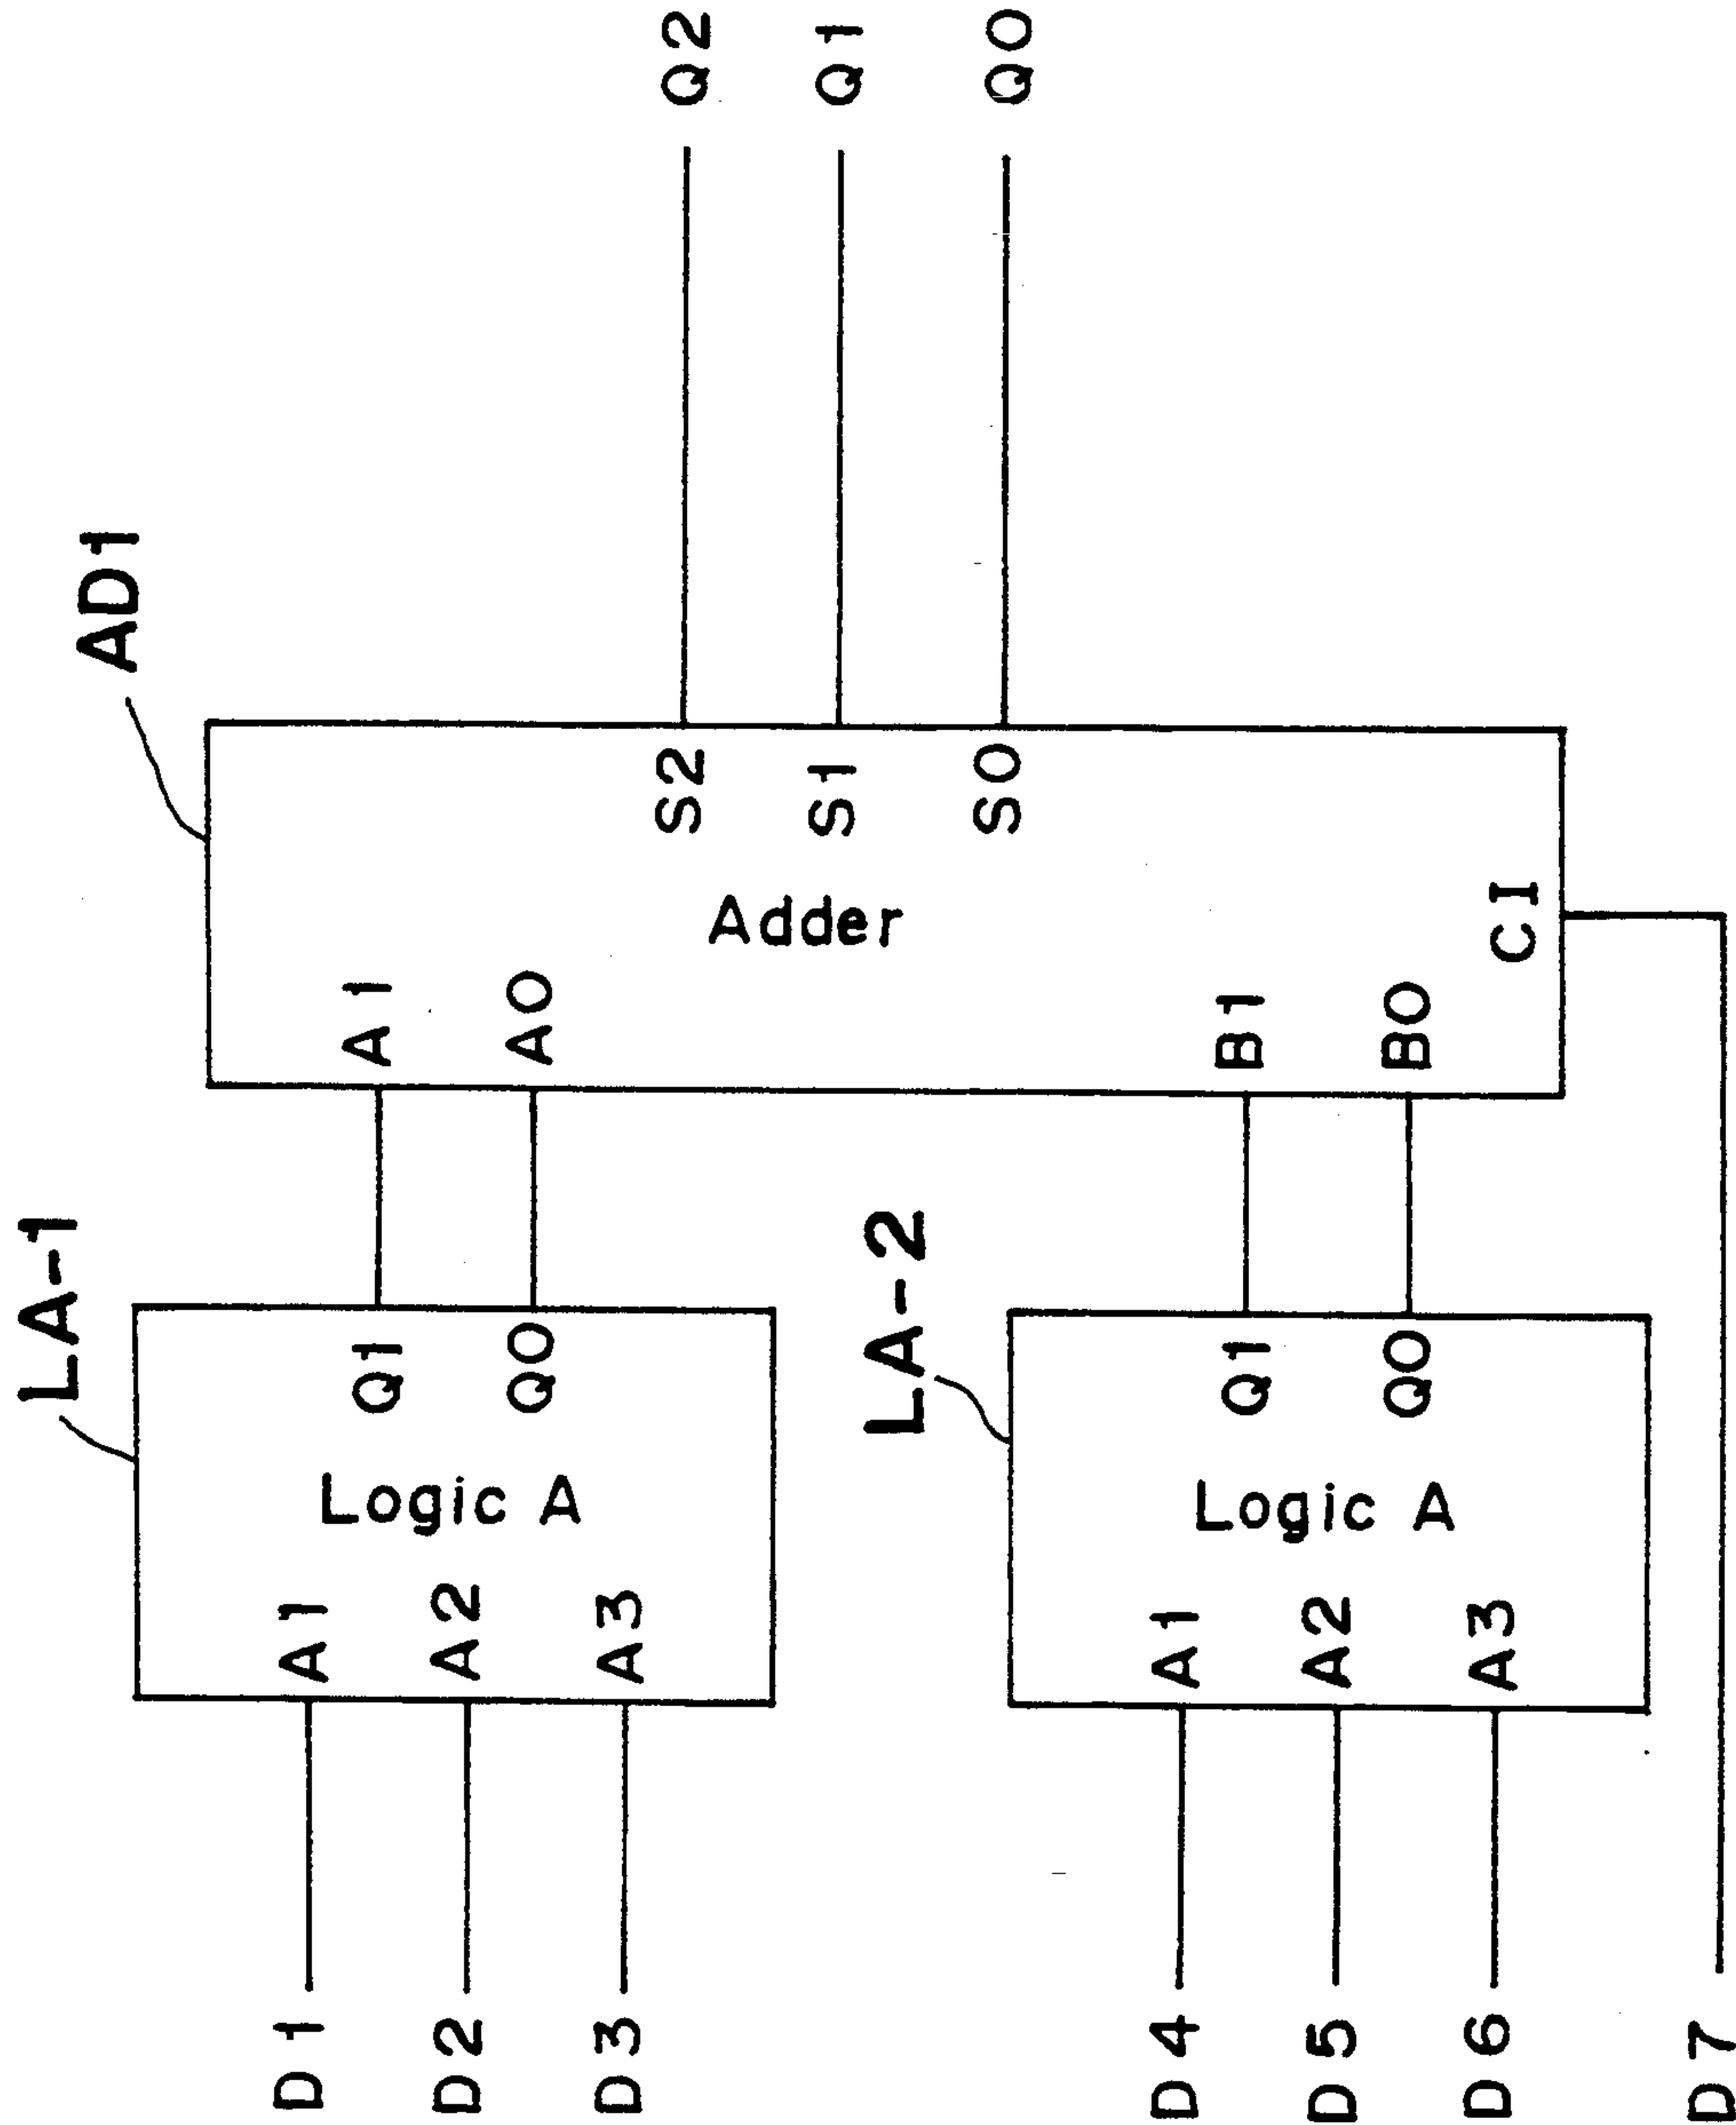 LA-1
AD1
D1
D2
D3
A1
A2
A3
Logic A
Q1
Q0
LA-2
D4
D5
D6
D7
A1
A2
A3
Logic A
Q1
Q0
A1
A0
B1
B0
CI
Adder
S2
S1
S0
Q2
Q1
Q0